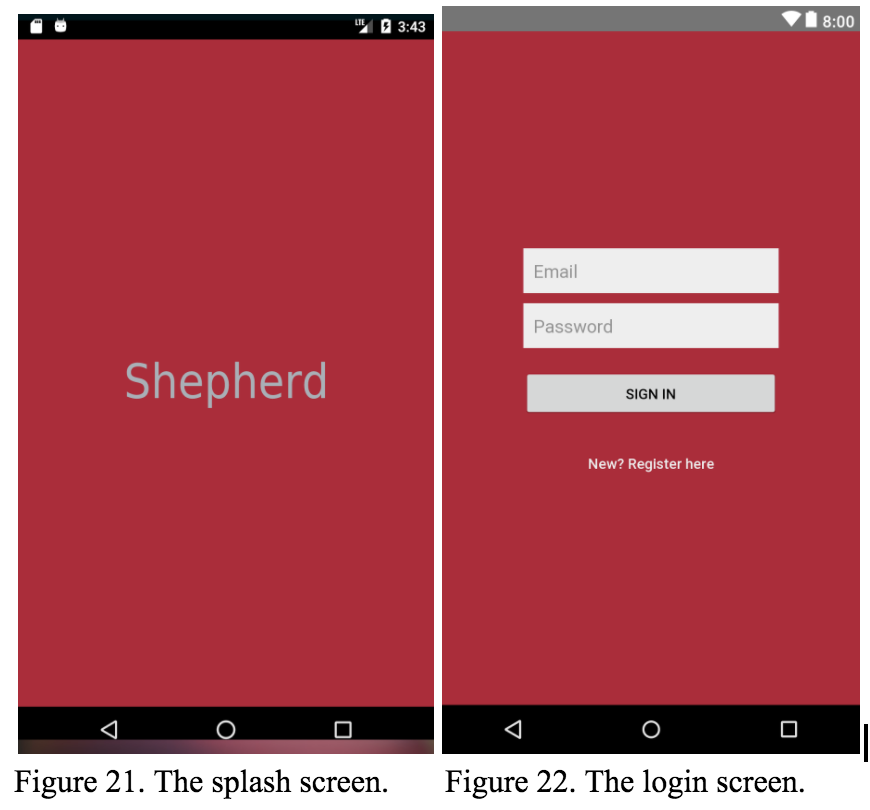 LTE 3:43
8:00
Shepherd
Email
Password
SIGN IN
New? Register here
Figure 21. The splash screen.
Figure 22. The login screen.